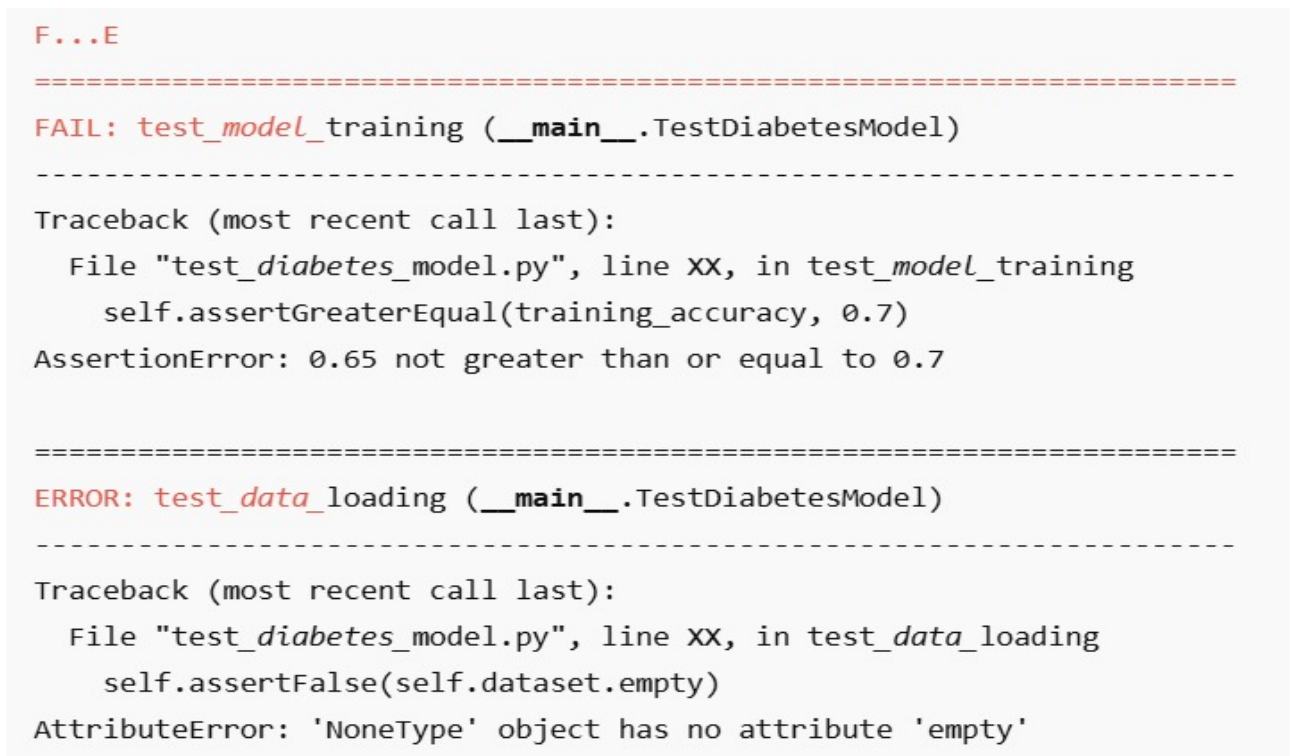 F...E
======================================================================
FAIL: test_model_training (__main__.TestDiabetesModel)
----------------------------------------------------------------------
Traceback (most recent call last):
  File "test_diabetes_model.py", line XX, in test_model_training
    self.assertGreaterEqual(training_accuracy, 0.7)
AssertionError: 0.65 not greater than or equal to 0.7
======================================================================
ERROR: test_data_loading (__main__.TestDiabetesModel)
----------------------------------------------------------------------
Traceback (most recent call last):
  File "test_diabetes_model.py", line XX, in test_data_loading
    self.assertFalse(self.dataset.empty)
AttributeError: 'NoneType' object has no attribute 'empty'